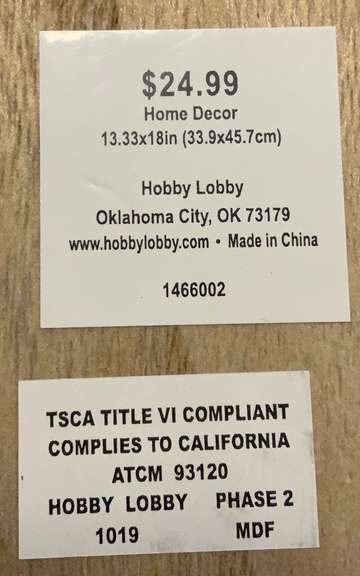 $24.99
Home Decor
13.33x18in (33.9x45.7cm)
Hobby Lobby
Oklahoma City, OK 73179
www.hobbylobby.com • Made in China
1466002
TSCA TITLE VI COMPLIANT
COMPLIES TO CALIFORNIA
ATCM 93120
HOBBY LOBBY PHASE 2
1019 MDF